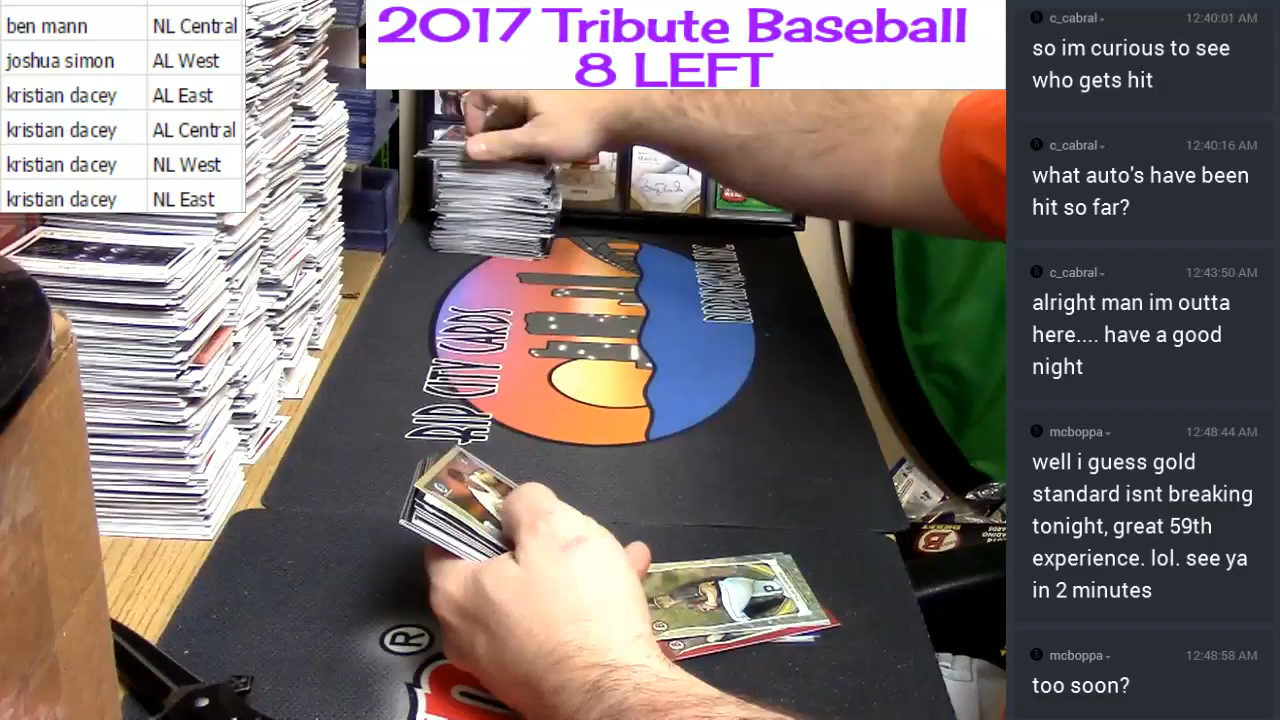 2017 Tribute Baseball
8 LEFT
ben mann NL Central
joshua simon AL West
kristian dacey AL East
kristian dacey AL Central
kristian dacey NL West
kristian dacey NL East
RIP CITY CARDS
®
c_cabral 12:40:01 AM
so im curious to see
who gets hit
c_cabral 12:40:16 AM
what auto's have been
hit so far?
c_cabral 12:43:50 AM
alright man im outta
here.... have a good
night
mcboppa 12:48:44 AM
well i guess gold
standard isnt breaking
tonight, great 59th
experience. lol. see ya
in 2 minutes
mcboppa 12:48:58 AM
too soon?